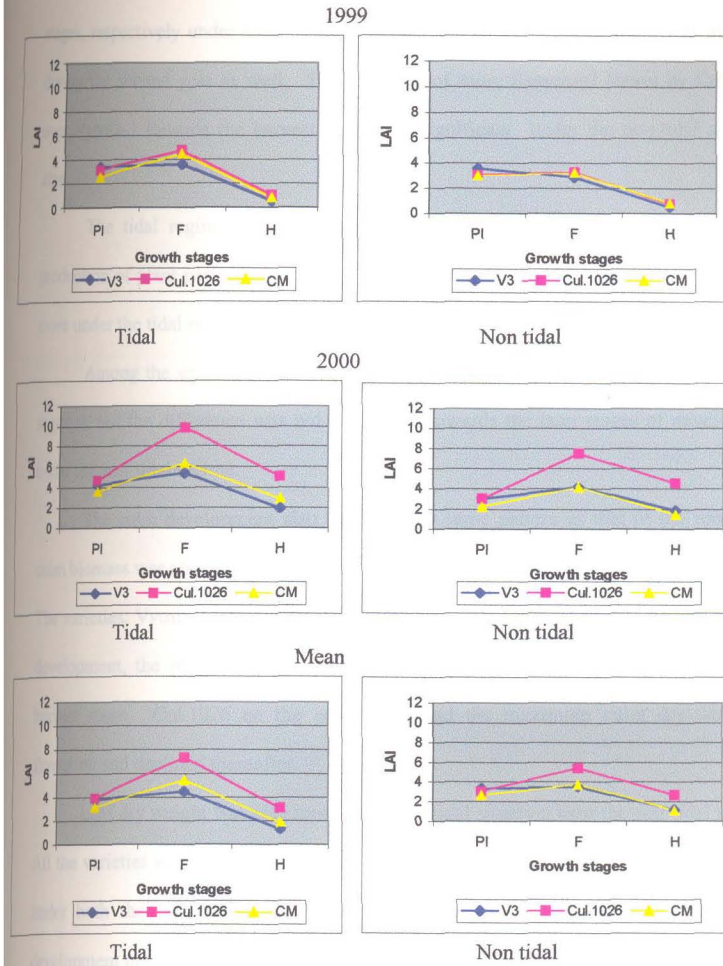 1999
LAI
12
10
8
6
4
2
0
PI F H
Growth stages
V3 Cul.1026 CM
Tidal
LAI
12
10
8
6
4
2
0
PI F H
Growth stages
V3 Cul.1026 CM
Non tidal
2000
LAI
12
10
8
6
4
2
0
PI F H
Growth stages
V3 Cul.1026 CM
Tidal
LAI
12
10
8
6
4
2
0
PI F H
Growth stages
V3 Cul.1026 CM
Non tidal
Mean
LAI
12
10
8
6
4
2
0
PI F H
Growth stages
V3 Cul.1026 CM
Tidal
LAI
12
10
8
6
4
2
0
PI F H
Growth stages
V3 Cul.1026 CM
Non tidal